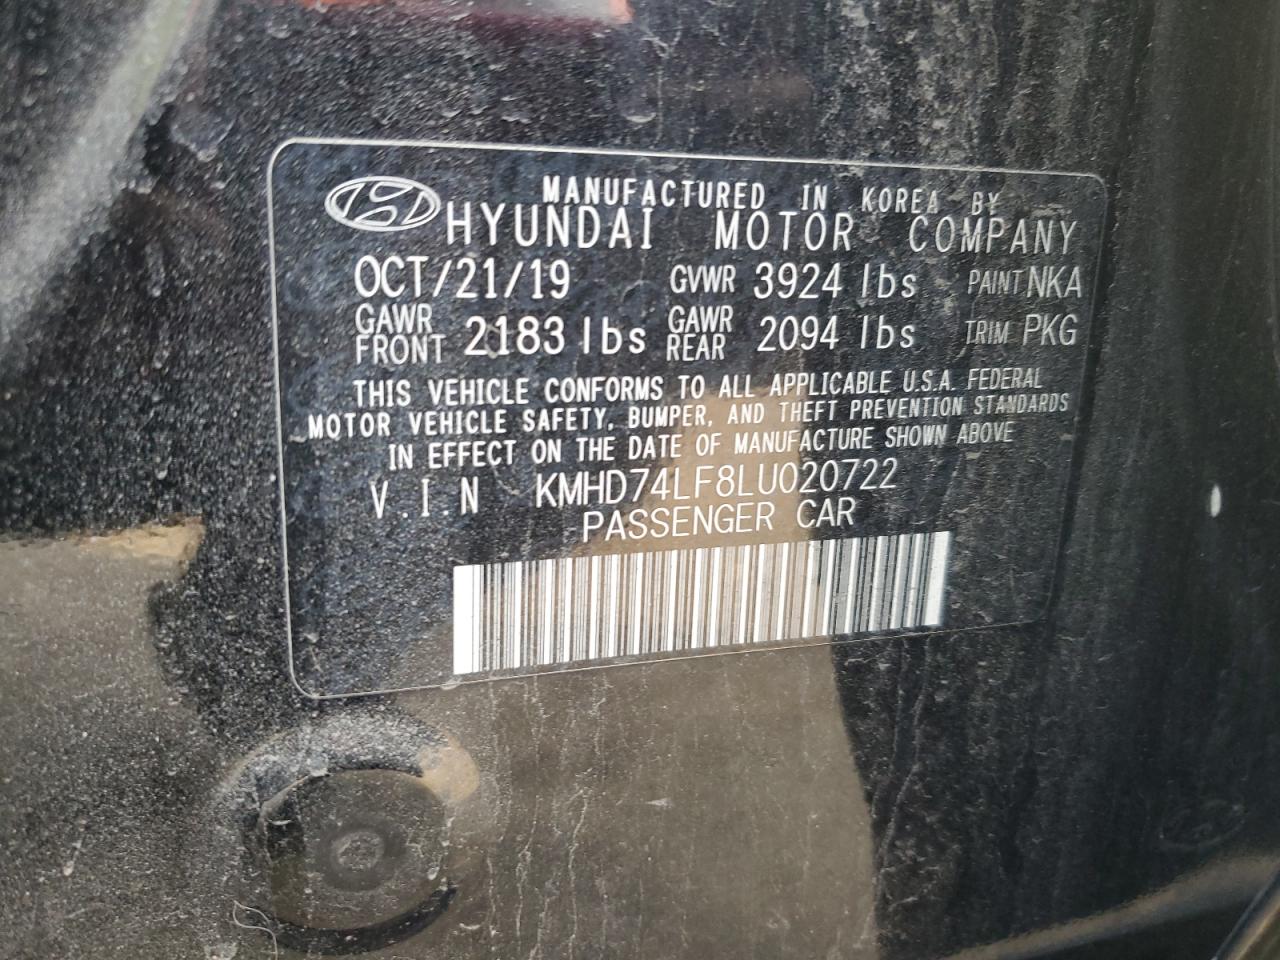 MANUFACTURED IN KOREA BY
HYUNDAI MOTOR COMPANY
OCT/21/19 GVWR 3924 lbs PAINT NKA
GAWR FRONT 2183 lbs GAWR REAR 2094 lbs TRIM PKG
THIS VEHICLE CONFORMS TO ALL APPLICABLE U.S.A. FEDERAL
MOTOR VEHICLE SAFETY, BUMPER, AND THEFT PREVENTION STANDARDS
IN EFFECT ON THE DATE OF MANUFACTURE SHOWN ABOVE
V.I.N KMHD74LF8LU020722
PASSENGER CAR